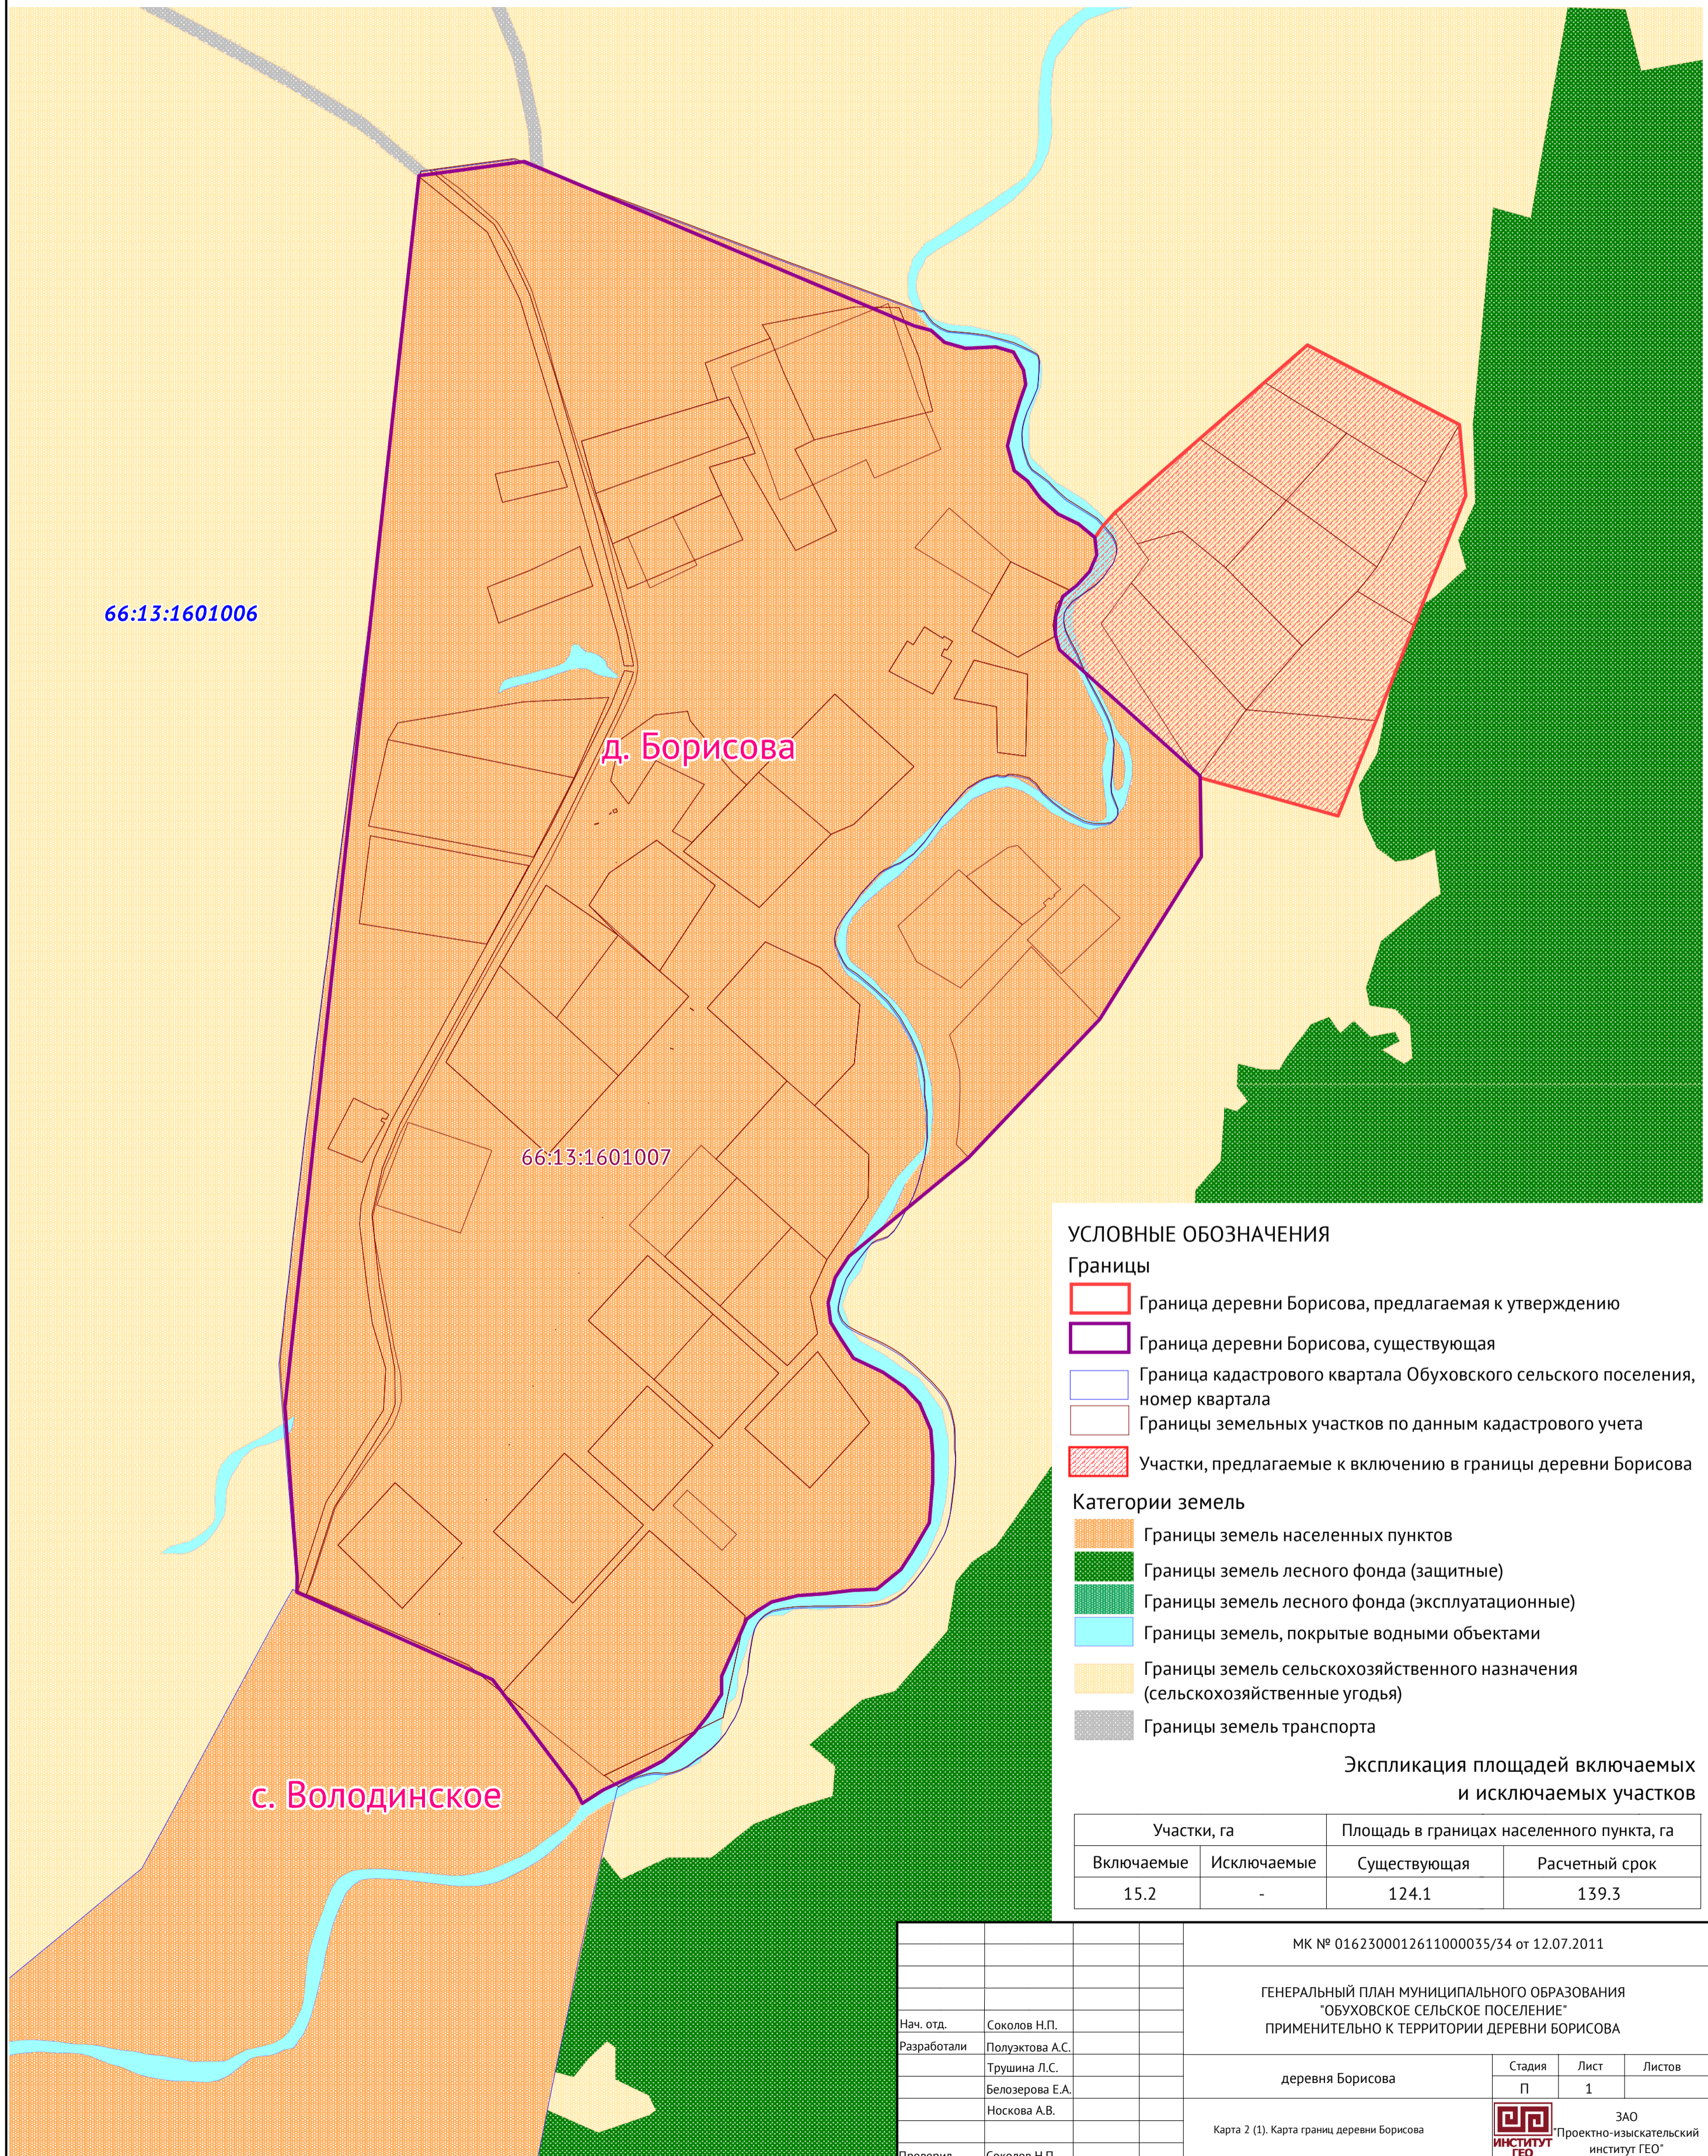 66:13:1601006
д. Борисова
66:13:1601007
с. Володинское
УСЛОВНЫЕ ОБОЗНАЧЕНИЯ
Границы
Граница деревни Борисова, предлагаемая к утверждению
Граница деревни Борисова, существующая
Граница кадастрового квартала Обуховского сельского поселения,
номер квартала
Границы земельных участков по данным кадастрового учета
Участки, предлагаемые к включению в границы деревни Борисова
Категории земель
Границы земель населенных пунктов
Границы земель лесного фонда (защитные)
Границы земель лесного фонда (эксплуатационные)
Границы земель, покрытые водными объектами
Границы земель сельскохозяйственного назначения
(сельскохозяйственные угодья)
Границы земель транспорта
Экспликация площадей включаемых
и исключаемых участков
Участки, га Площадь в границах населенного пункта, га
Включаемые Исключаемые Существующая Расчетный срок
15.2 - 124.1 139.3
МК № 0162300012611000035/34 от 12.07.2011
ГЕНЕРАЛЬНЫЙ ПЛАН МУНИЦИПАЛЬНОГО ОБРАЗОВАНИЯ
"ОБУХОВСКОЕ СЕЛЬСКОЕ ПОСЕЛЕНИЕ"
ПРИМЕНИТЕЛЬНО К ТЕРРИТОРИИ ДЕРЕВНИ БОРИСОВА
Нач. отд. Соколов Н.П.
Разработали Полуэктова А.С.
Трушина Л.С.
Белозерова Е.А.
Носкова А.В.
Проверил Соколов Н.П.
деревня Борисова
Стадия Лист Листов
П 1
Карта 2 (1). Карта границ деревни Борисова
ИНСТИТУТ
ГЕО
ЗАО
"Проектно-изыскательский
институт ГЕО"